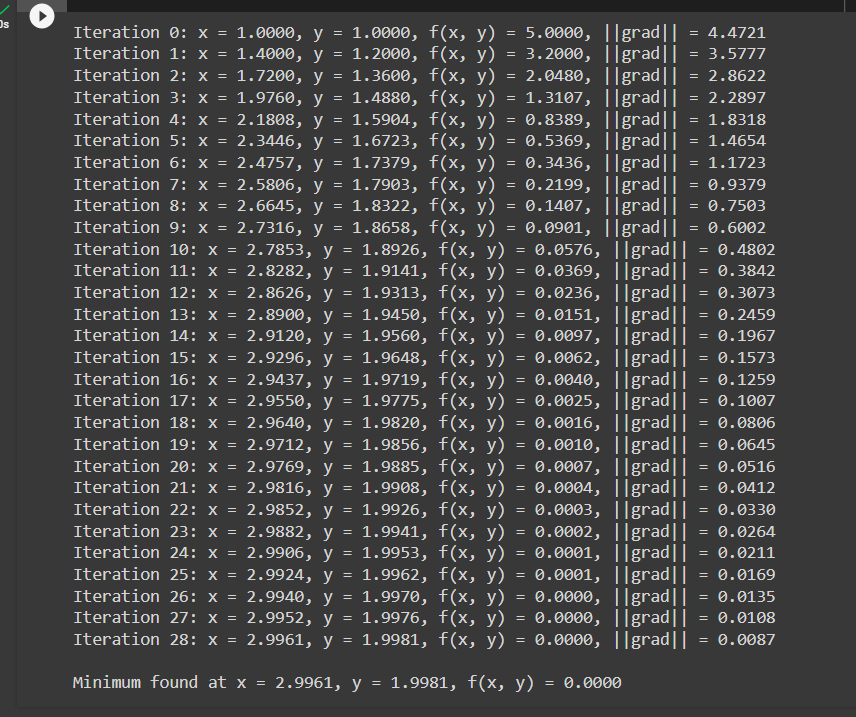 0s
Iteration 0: x = 1.0000, y = 1.0000, f(x, y) = 5.0000, ||grad|| = 4.4721
Iteration 1: x = 1.4000, y = 1.2000, f(x, y) = 3.2000, ||grad|| = 3.5777
Iteration 2: x = 1.7200, y = 1.3600, f(x, y) = 2.0480, ||grad|| = 2.8622
Iteration 3: x = 1.9760, y = 1.4880, f(x, y) = 1.3107, ||grad|| = 2.2897
Iteration 4: x = 2.1808, y = 1.5904, f(x, y) = 0.8389, ||grad|| = 1.8318
Iteration 5: x = 2.3446, y = 1.6723, f(x, y) = 0.5369, ||grad|| = 1.4654
Iteration 6: x = 2.4757, y = 1.7379, f(x, y) = 0.3436, ||grad|| = 1.1723
Iteration 7: x = 2.5806, y = 1.7903, f(x, y) = 0.2199, ||grad|| = 0.9379
Iteration 8: x = 2.6645, y = 1.8322, f(x, y) = 0.1407, ||grad|| = 0.7503
Iteration 9: x = 2.7316, y = 1.8658, f(x, y) = 0.0901, ||grad|| = 0.6002
Iteration 10: x = 2.7853, y = 1.8926, f(x, y) = 0.0576, ||grad|| = 0.4802
Iteration 11: x = 2.8282, y = 1.9141, f(x, y) = 0.0369, ||grad|| = 0.3842
Iteration 12: x = 2.8626, y = 1.9313, f(x, y) = 0.0236, ||grad|| = 0.3073
Iteration 13: x = 2.8900, y = 1.9450, f(x, y) = 0.0151, ||grad|| = 0.2459
Iteration 14: x = 2.9120, y = 1.9560, f(x, y) = 0.0097, ||grad|| = 0.1967
Iteration 15: x = 2.9296, y = 1.9648, f(x, y) = 0.0062, ||grad|| = 0.1573
Iteration 16: x = 2.9437, y = 1.9719, f(x, y) = 0.0040, ||grad|| = 0.1259
Iteration 17: x = 2.9550, y = 1.9775, f(x, y) = 0.0025, ||grad|| = 0.1007
Iteration 18: x = 2.9640, y = 1.9820, f(x, y) = 0.0016, ||grad|| = 0.0806
Iteration 19: x = 2.9712, y = 1.9856, f(x, y) = 0.0010, ||grad|| = 0.0645
Iteration 20: x = 2.9769, y = 1.9885, f(x, y) = 0.0007, ||grad|| = 0.0516
Iteration 21: x = 2.9816, y = 1.9908, f(x, y) = 0.0004, ||grad|| = 0.0412
Iteration 22: x = 2.9852, y = 1.9926, f(x, y) = 0.0003, ||grad|| = 0.0330
Iteration 23: x = 2.9882, y = 1.9941, f(x, y) = 0.0002, ||grad|| = 0.0264
Iteration 24: x = 2.9906, y = 1.9953, f(x, y) = 0.0001, ||grad|| = 0.0211
Iteration 25: x = 2.9924, y = 1.9962, f(x, y) = 0.0001, ||grad|| = 0.0169
Iteration 26: x = 2.9940, y = 1.9970, f(x, y) = 0.0000, ||grad|| = 0.0135
Iteration 27: x = 2.9952, y = 1.9976, f(x, y) = 0.0000, ||grad|| = 0.0108
Iteration 28: x = 2.9961, y = 1.9981, f(x, y) = 0.0000, ||grad|| = 0.0087
Minimum found at x = 2.9961, y = 1.9981, f(x, y) = 0.0000